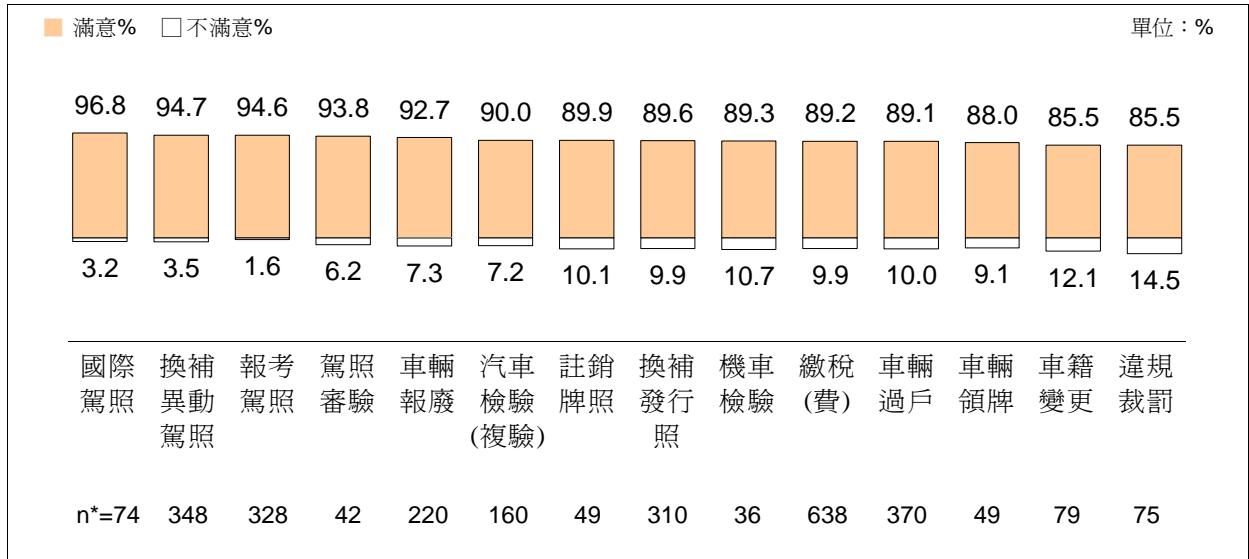 滿意% 不滿意% 單位：%
96.8 94.7 94.6 93.8 92.7 90.0 89.9 89.6 89.3 89.2 89.1 88.0 85.5 85.5
3.2 3.5 1.6 6.2 7.3 7.2 10.1 9.9 10.7 9.9 10.0 9.1 12.1 14.5
國際 換補 報考 駕照 車輛 汽車 註銷 換補 機車 繳稅 車輛 車輛 車籍 違規
駕照 異動 駕照 審驗 報廢 檢驗 牌照 發行 檢驗 (費) 過戶 領牌 變更 裁罰
駕照 (複驗) 照
n*=74 348 328 42 220 160 49 310 36 638 370 49 79 75